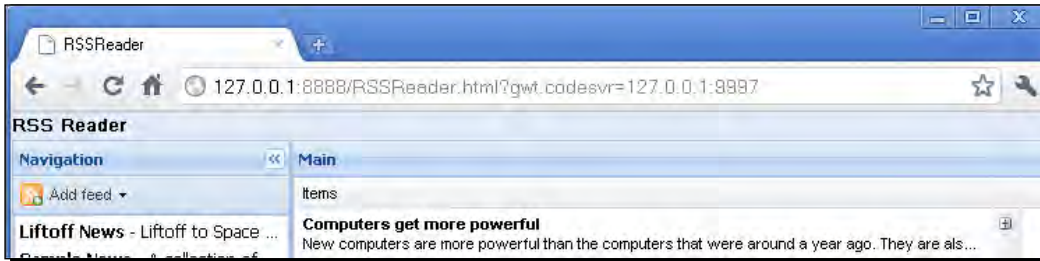 RSSReader
127.0.0.1:8888/RSSReader.html?gwt.codesvr=127.0.0.1:9997
RSS Reader
Navigation
Main
Add feed
Items
Liftoff News - Liftoff to Space ...
Computers get more powerful
New computers are more powerful than the computers that were around a year ago. They are als...